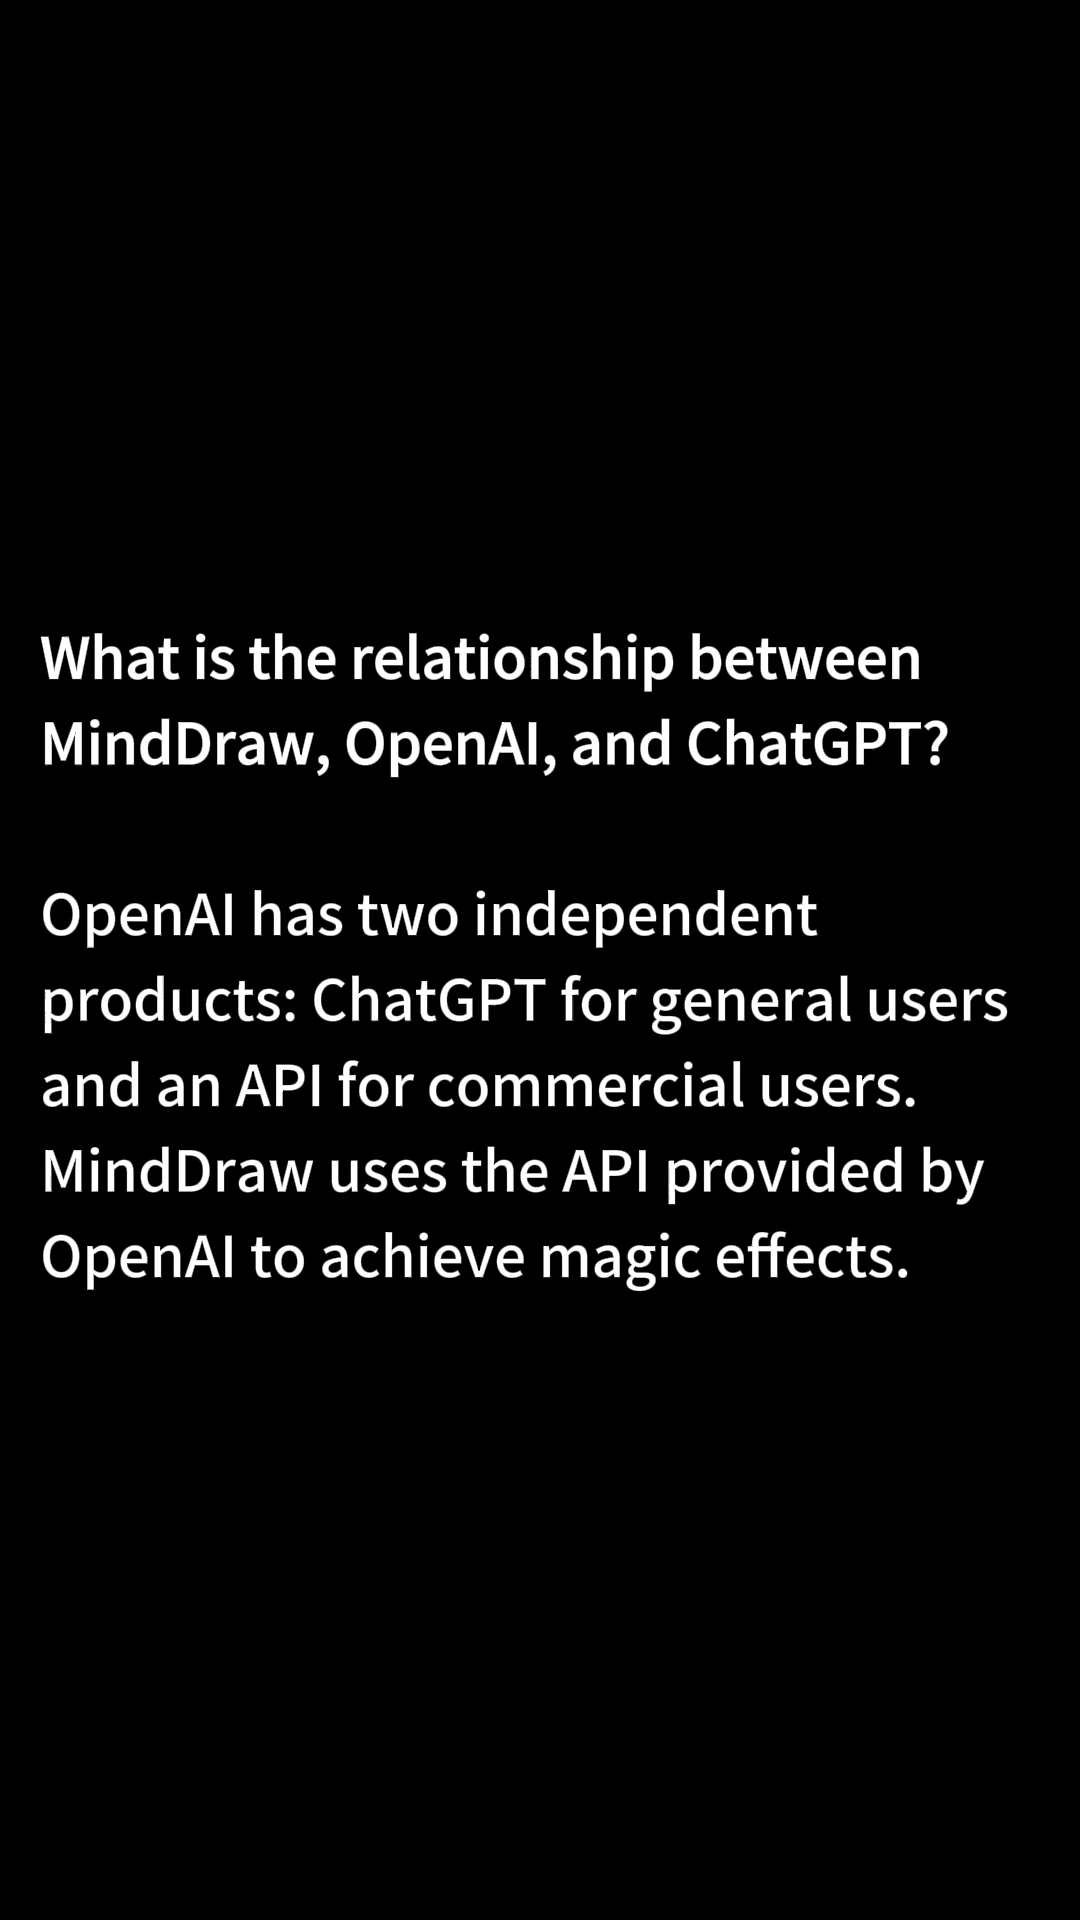 What is the relationship between
MindDraw, OpenAI, and ChatGPT?
OpenAI has two independent
products: ChatGPT for general users
and an API for commercial users.
MindDraw uses the API provided by
OpenAI to achieve magic effects.